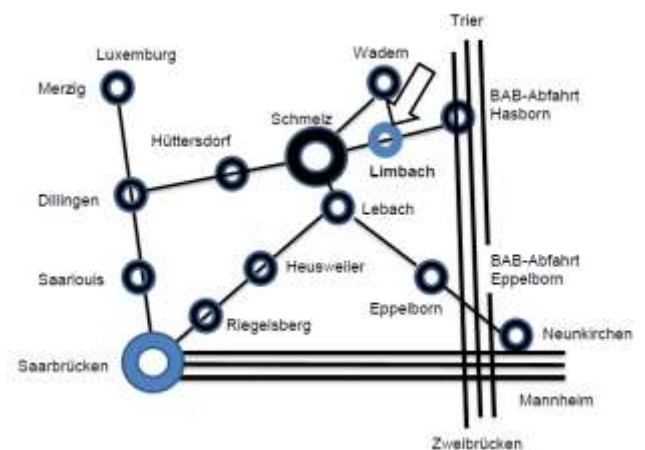 Trier
Luxemburg
Wadern
Merzig
BAB-Abfahrt
Hasborn
Schmelz
Hüttersdorf
Limbach
Dillingen
Lebach
BAB-Abfahrt
Eppelborn
Heusweiler
Saarlouis
Eppelborn
Riegelsberg
Neunkirchen
Saarbrücken
Mannheim
Zweibrücken